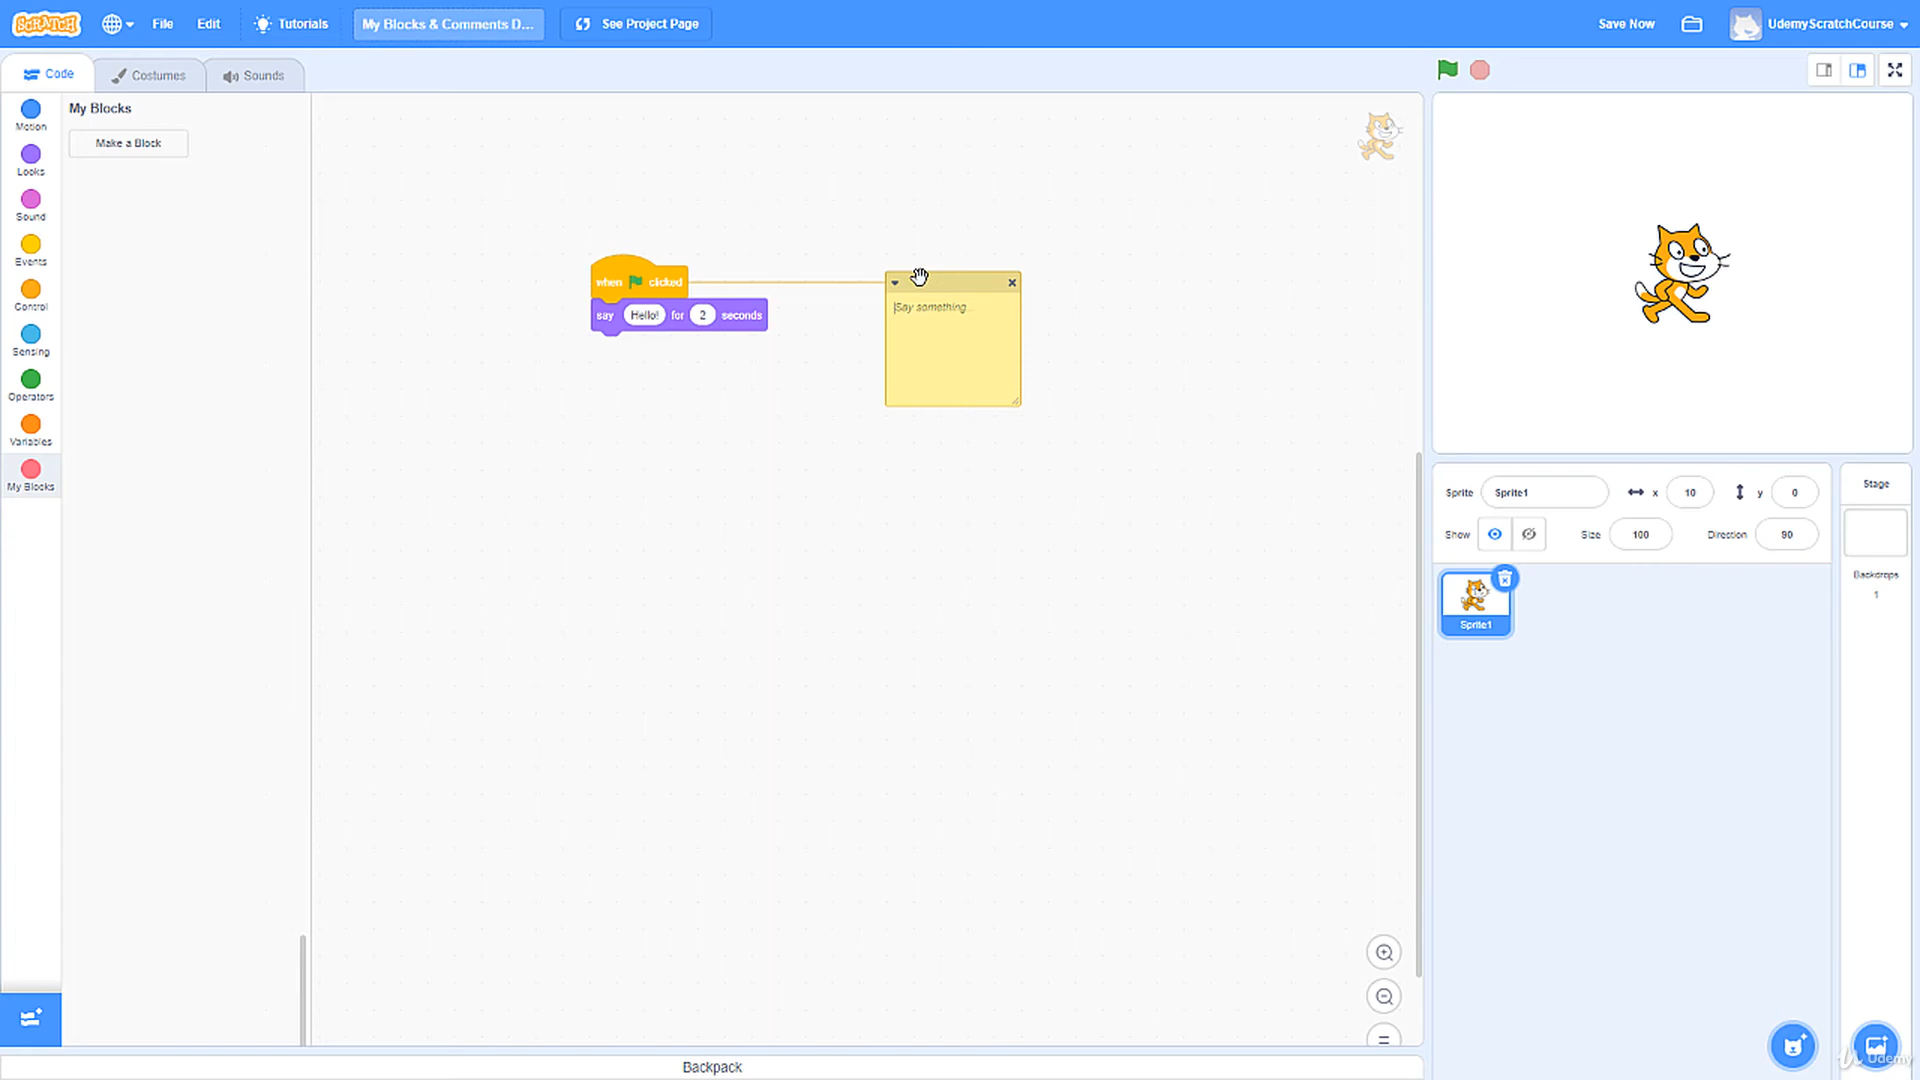 SCRATCH File Edit Tutorials My Blocks & Comments D... See Project Page Save Now UdemyScratchCourse
Code Costumes Sounds
My Blocks
Make a Block
Motion
Looks
Sound
Events
Control
Sensing
Operators
Variables
My Blocks
when clicked
say Hello! for 2 seconds
Say something...
Sprite Sprite1 x 10 y 0
Show Size 100 Direction 90
Sprite1
Stage
Backdrops
1
Backpack
Udemy